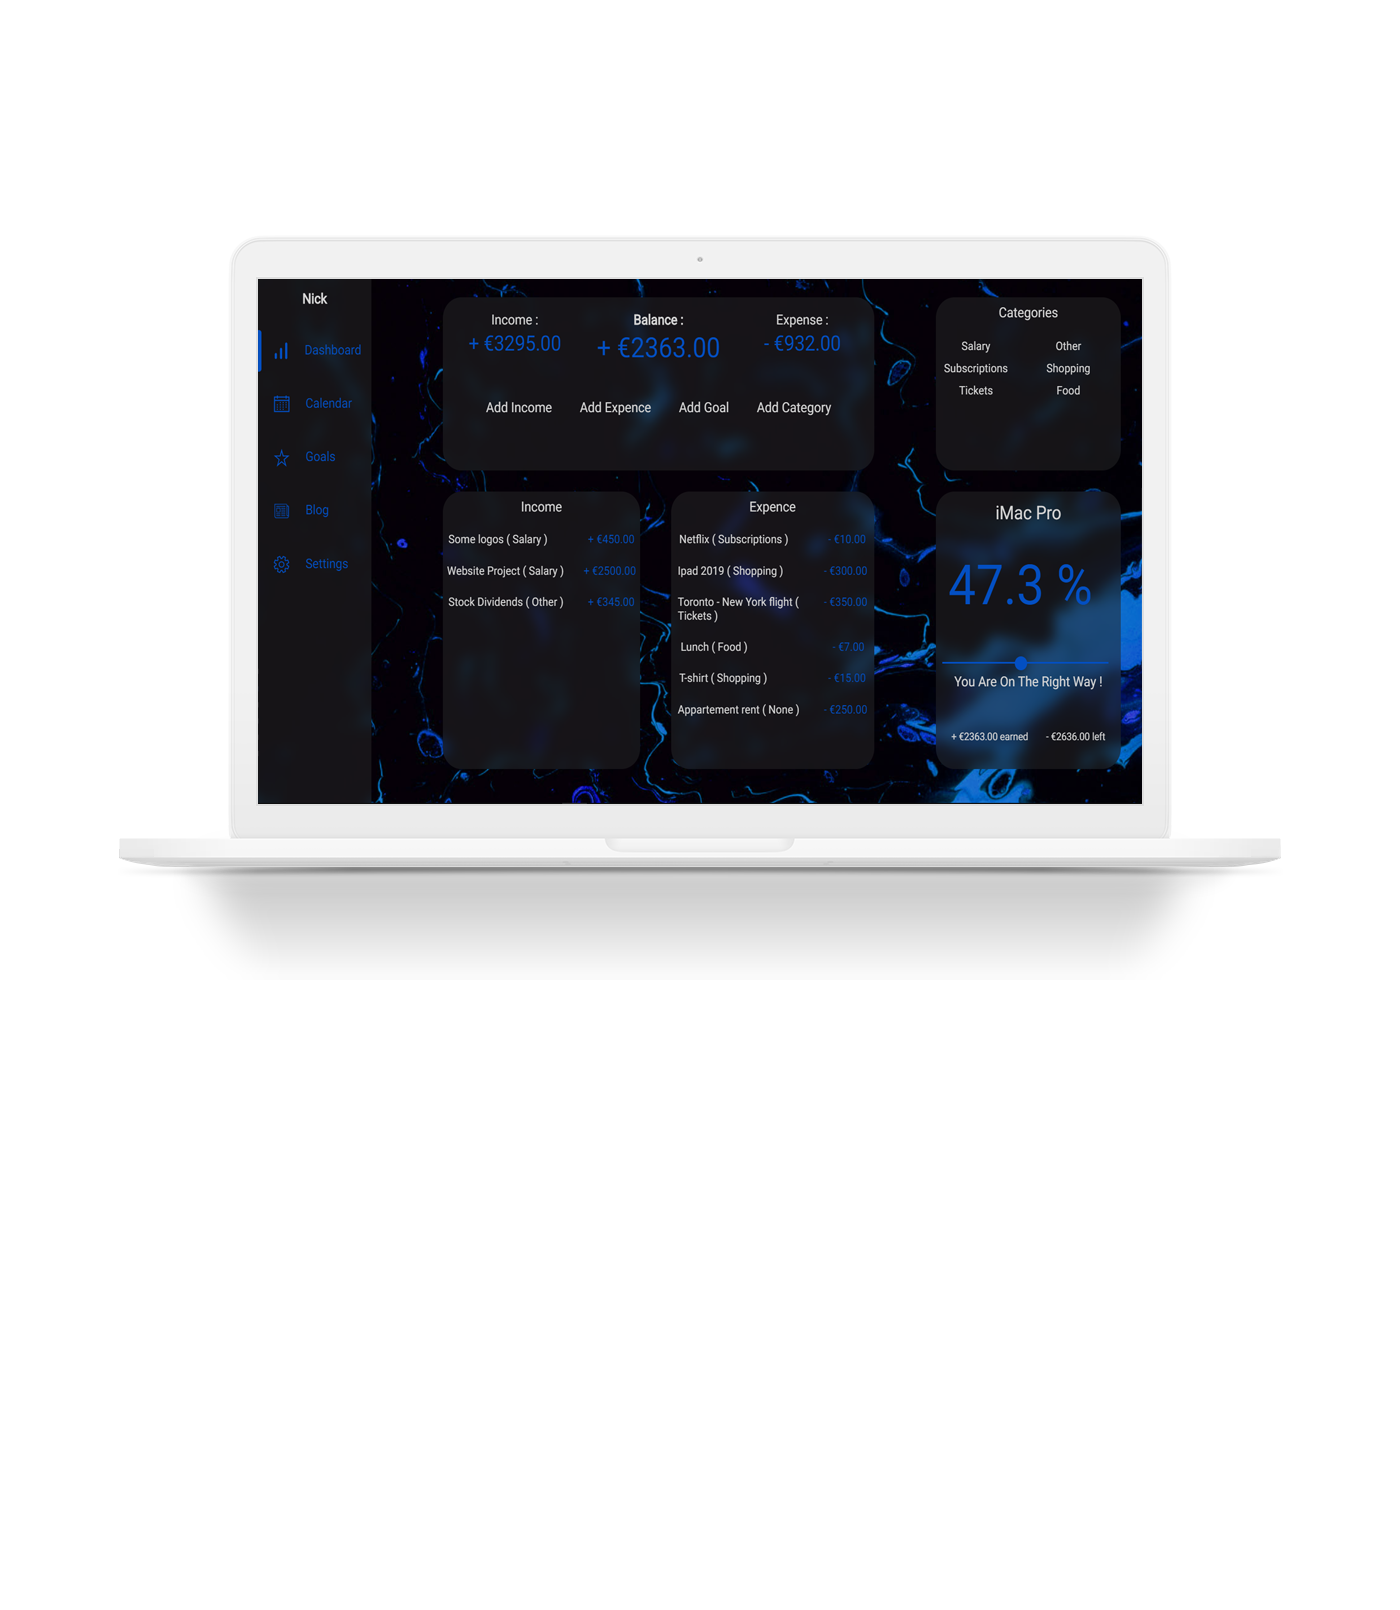 Nick
Dashboard
Calendar
Goals
Blog
Settings
Income :
+ €3295.00
Balance :
+ €2363.00
Expense :
- €932.00
Add Income
Add Expence
Add Goal
Add Category
Categories
Salary
Other
Subscriptions
Shopping
Tickets
Food
Income
Some logos ( Salary ) + €450.00
Website Project ( Salary ) + €2500.00
Stock Dividends ( Other ) + €345.00
Expence
Netflix ( Subscriptions ) - €10.00
Ipad 2019 ( Shopping ) - €300.00
Toronto - New York flight ( - €350.00
Tickets )
Lunch ( Food ) - €7.00
T-shirt ( Shopping ) - €15.00
Appartement rent ( None ) - €250.00
iMac Pro
47.3 %
You Are On The Right Way !
+ €2363.00 earned
- €2636.00 left